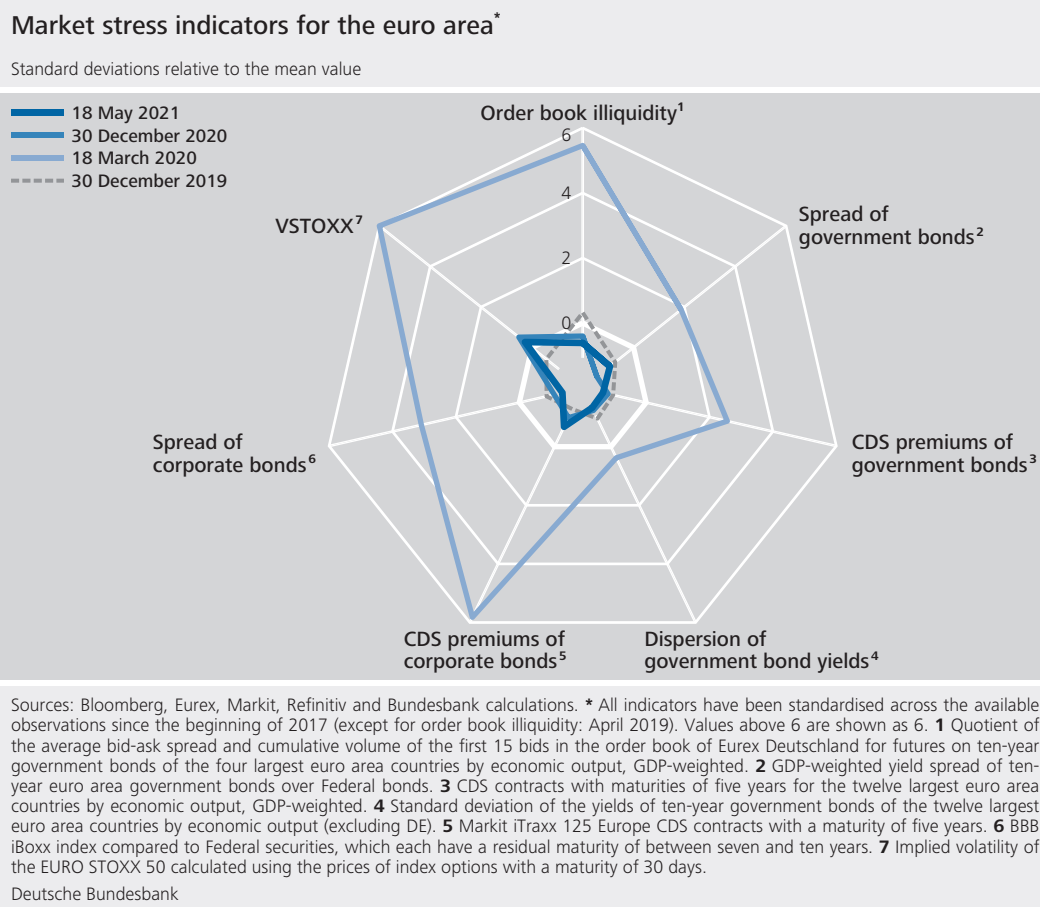 Market stress indicators for the euro area*
Standard deviations relative to the mean value
18 May 2021
30 December 2020
18 March 2020
30 December 2019
Order book illiquidity¹
6
4
2
0
VSTOXX⁷
Spread of
government bonds²
Spread of
corporate bonds⁶
CDS premiums of
government bonds³
CDS premiums of
corporate bonds⁵
Dispersion of
government bond yields⁴
Sources: Bloomberg, Eurex, Markit, Refinitiv and Bundesbank calculations. * All indicators have been standardised across the available
observations since the beginning of 2017 (except for order book illiquidity: April 2019). Values above 6 are shown as 6. 1 Quotient of
the average bid-ask spread and cumulative volume of the first 15 bids in the order book of Eurex Deutschland for futures on ten-year
government bonds of the four largest euro area countries by economic output, GDP-weighted. 2 GDP-weighted yield spread of ten-
year euro area government bonds over Federal bonds. 3 CDS contracts with maturities of five years for the twelve largest euro area
countries by economic output, GDP-weighted. 4 Standard deviation of the yields of ten-year government bonds of the twelve largest
euro area countries by economic output (excluding DE). 5 Markit iTraxx 125 Europe CDS contracts with a maturity of five years. 6 BBB
iBoxx index compared to Federal securities, which each have a residual maturity of between seven and ten years. 7 Implied volatility of
the EURO STOXX 50 calculated using the prices of index options with a maturity of 30 days.
Deutsche Bundesbank